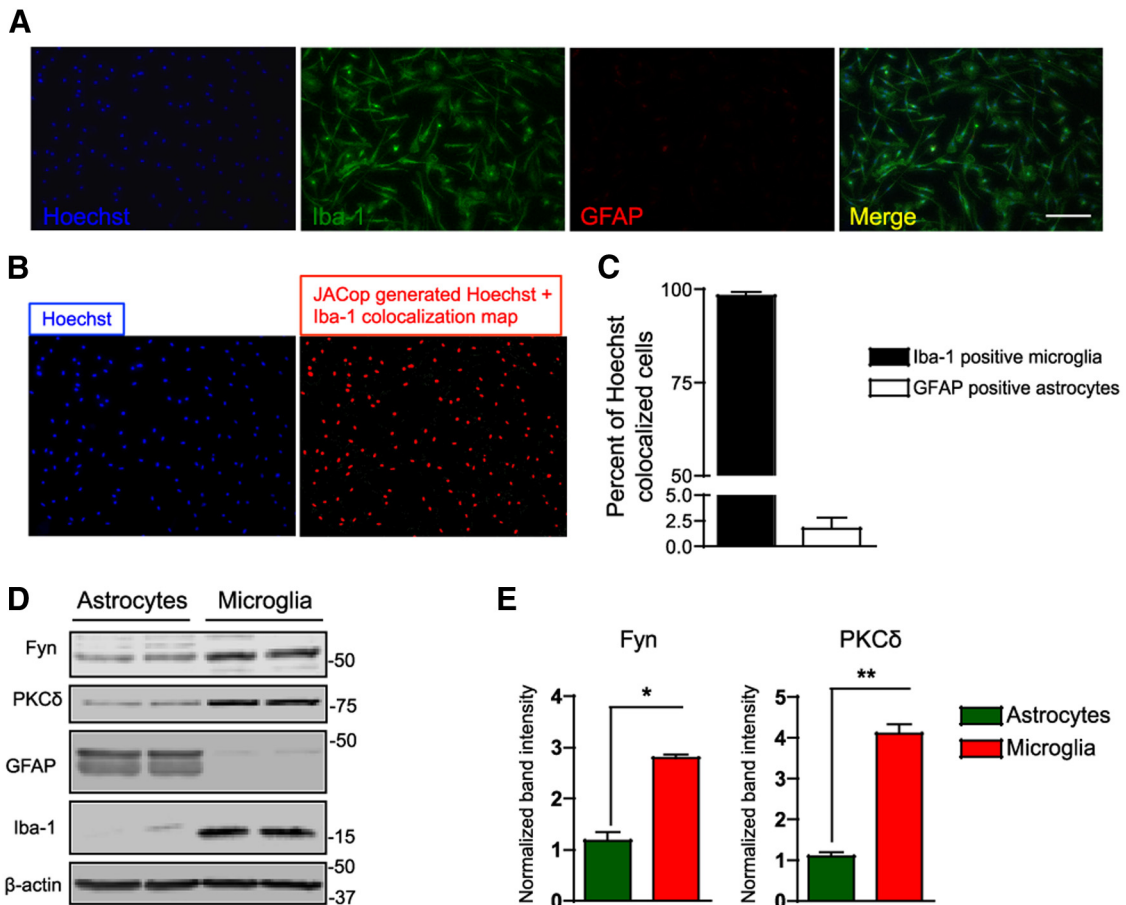 A
Hoechst
Iba-1
GFAP
Merge
B
Hoechst
JACop generated Hoechst +
Iba-1 colocalization map
C
Percent of Hoechst
colocalized cells
100
75
50
5.0
2.5
0.0
Iba-1 positive microglia
GFAP positive astrocytes
D
Astrocytes
Microglia
Fyn
-50
PKCδ
-75
GFAP
-50
Iba-1
-15
β-actin
-50
-37
E
Fyn
Normalized band intensity
4
3
2
1
0
*
PKCδ
Normalized band intensity
5
4
3
2
1
0
**
Astrocytes
Microglia